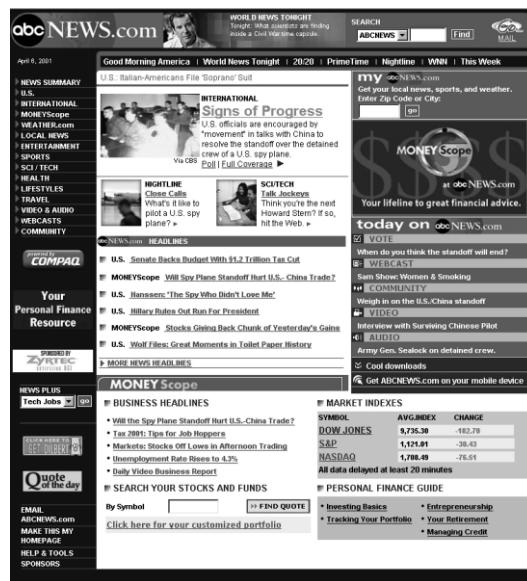 abcNEWS.com
WORLD NEWS TONIGHT
Tonight: What scientists are finding
inside a Civil War time capsule.
SEARCH
ABCNEWS
Find
MAIL
April 6, 2001
Good Morning America | World News Tonight | 20/20 | PrimeTime | Nightline | WNN | This Week
NEWS SUMMARY
U.S.
INTERNATIONAL
MONEYScope
WEATHER.com
LOCAL NEWS
ENTERTAINMENT
SPORTS
SCI / TECH
HEALTH
LIFESTYLES
TRAVEL
VIDEO & AUDIO
WEBCASTS
COMMUNITY
powered by
COMPAQ
Your
Personal Finance
Resource
SPONSORED BY
ZYRTEC
NEWS PLUS
Tech Jobs
go
CLICK HERE TO
GET DILBERT
Quote
of the day
EMAIL
ABCNEWS.com
MAKE THIS MY
HOMEPAGE
HELP & TOOLS
SPONSORS
U.S.: Italian-Americans File 'Soprano' Suit
Via CBS
INTERNATIONAL
Signs of Progress
U.S. officials are encouraged by
"movement" in talks with China to
resolve the standoff over the detained
crew of a U.S. spy plane.
Poll | Full Coverage
NIGHTLINE
Close Calls
What's it like to
pilot a U.S. spy
plane?
SCI/TECH
Talk Jockeys
Think you're the next
Howard Stern? If so,
hit the Web.
abcNEWS.com HEADLINES
U.S. Senate Backs Budget With $1.2 Trillion Tax Cut
MONEYScope Will Spy Plane Standoff Hurt U.S.- China Trade?
U.S. Hanssen: 'The Spy Who Didn't Love Me'
U.S. Hillary Rules Out Run For President
MONEYScope Stocks Giving Back Chunk of Yesterday's Gains
U.S. Wolf Files: Great Moments in Toilet Paper History
MORE NEWS HEADLINES
my abcNEWS.com
Get your local news, sports, and weather.
Enter Zip Code or City:
go
MONEY Scope
at abcNEWS.com
Your lifeline to great financial advice.
today on abcNEWS.com
VOTE
When do you think the standoff will end?
WEBCAST
Sam Show: Women & Smoking
COMMUNITY
Weigh in on the U.S./China standoff
VIDEO
Interview with Surviving Chinese Pilot
AUDIO
Army Gen. Sealock on detained crew.
Cool downloads
Get ABCNEWS.com on your mobile device
MONEY Scope
BUSINESS HEADLINES
• Will the Spy Plane Standoff Hurt U.S.-China Trade?
• Tax 2001: Tips for Job Hoppers
• Markets: Stocks Off Lows in Afternoon Trading
• Unemployment Rate Rises to 4.3%
• Daily Video Business Report
SEARCH YOUR STOCKS AND FUNDS
By Symbol
>> FIND QUOTE
Click here for your customized portfolio
MARKET INDEXES
SYMBOL AVG.INDEX CHANGE
DOW JONES 9,735.30 -182.78
S&P 1,121.01 -30.43
NASDAQ 1,708.49 -76.51
All data delayed at least 20 minutes
PERSONAL FINANCE GUIDE
• Investing Basics
• Tracking Your Portfolio
• Entrepreneurship
• Your Retirement
• Managing Credit